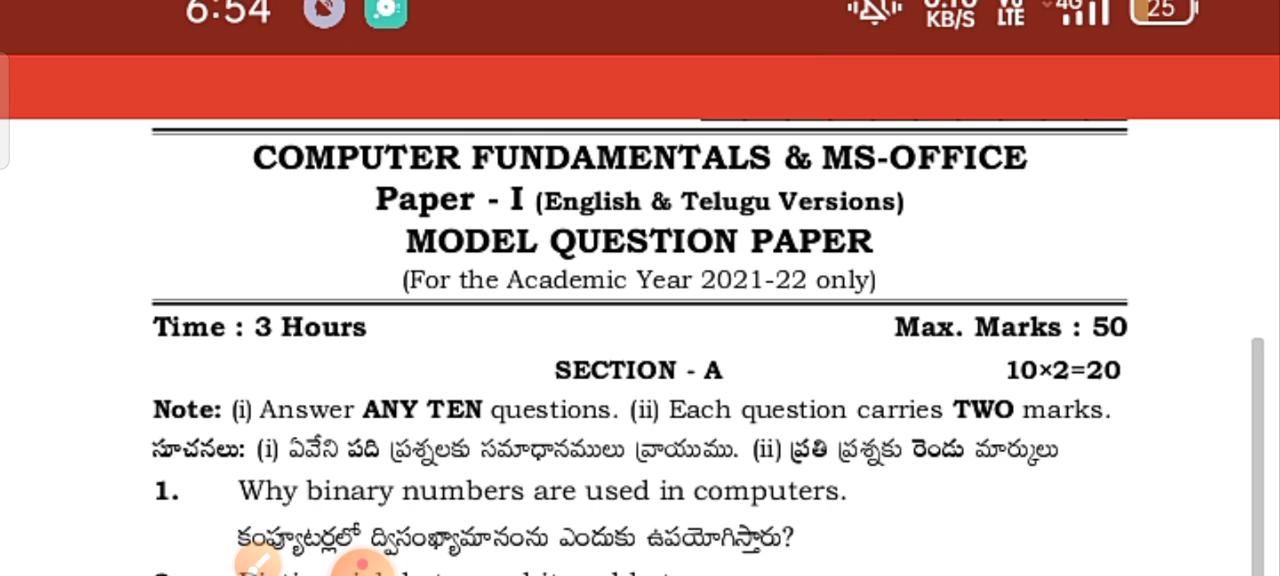 6:54
KB/S LTE 4G 25
COMPUTER FUNDAMENTALS & MS-OFFICE
Paper - I (English & Telugu Versions)
MODEL QUESTION PAPER
(For the Academic Year 2021-22 only)
Time : 3 Hours Max. Marks : 50
SECTION - A 10×2=20
Note: (i) Answer ANY TEN questions. (ii) Each question carries TWO marks.
సూచనలు: (i) ఏవేని పది ప్రశ్నలకు సమాధానములు వ్రాయుము. (ii) ప్రతి ప్రశ్నకు రెండు మార్కులు
1. Why binary numbers are used in computers.
కంప్యూటర్లలో ద్విసంఖ్యామానంను ఎందుకు ఉపయోగిస్తారు?